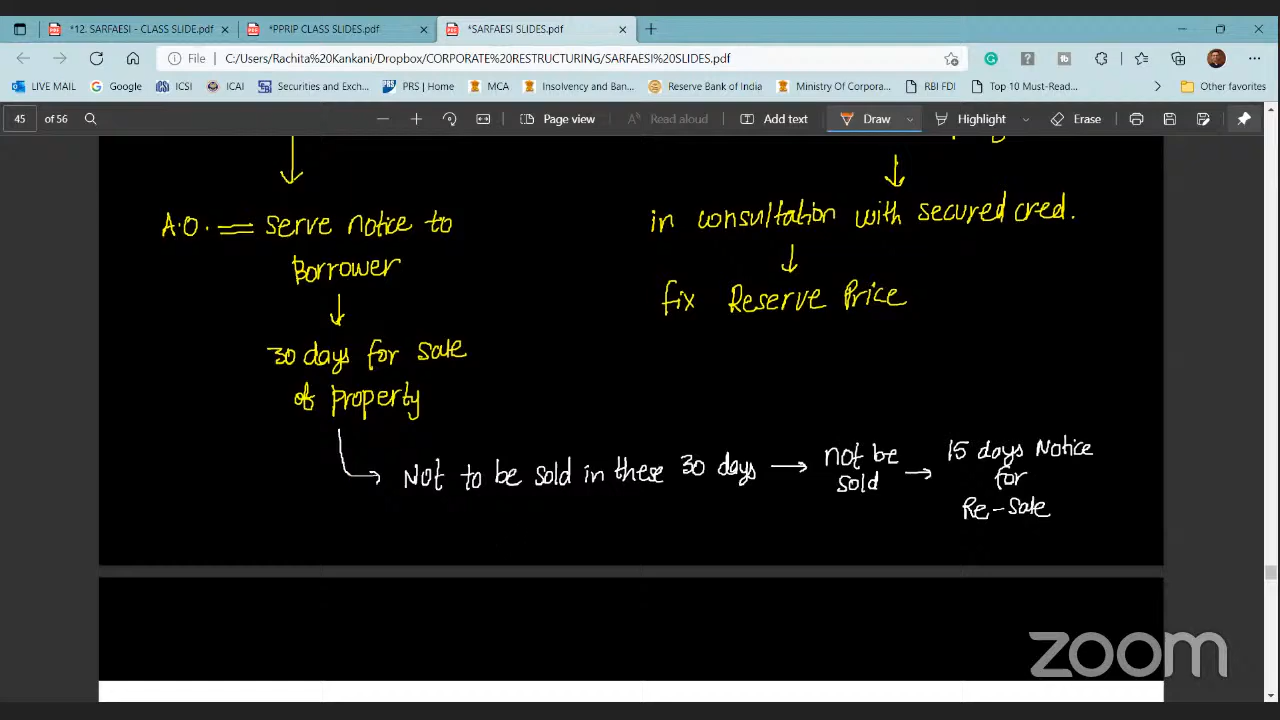 *12. SARFAESI - CLASS SLIDE.pdf
*PPRIP CLASS SLIDES.pdf
*SARFAESI SLIDES.pdf
File
C:/Users/Rachita%20Kankani/Dropbox/CORPORATE%20RESTRUCTURING/SARFAESI%20SLIDES.pdf
LIVE MAIL
Google
ICSI
ICAI
Securities and Exch...
PRS | Home
MCA
Insolvency and Ban...
Reserve Bank of India
Ministry Of Corpora...
RBI FDI
Top 10 Must-Read...
Other favorites
45 of 56
Page view
Read aloud
Add text
Draw
Highlight
Erase
A.O. = serve notice to
Borrower
30 days for sale
of property
in consultation with secured cred.
fix Reserve Price
Not to be sold in these 30 days
not be
sold
15 days Notice
for
Re-sale
zoom